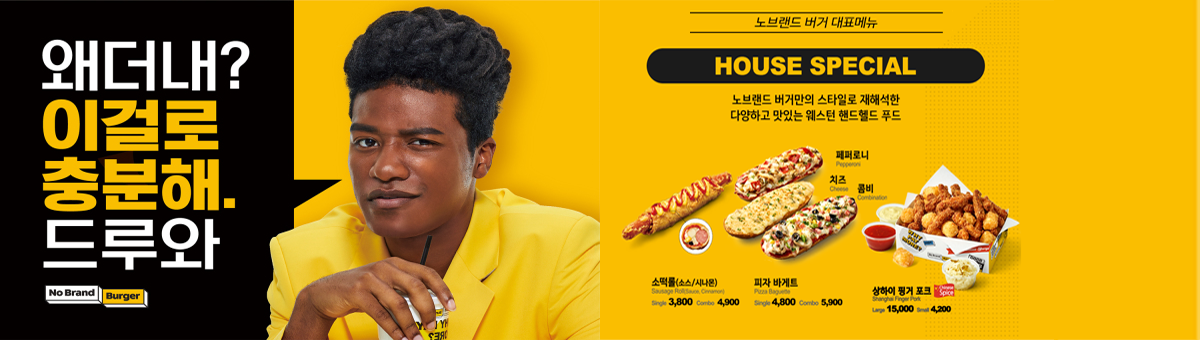 왜더내?
이걸로
충분해.
드루와
No Brand Burger
노브랜드 버거 대표메뉴
HOUSE SPECIAL
노브랜드 버거만의 스타일로 재해석한
다양하고 맛있는 웨스턴 핸드헬드 푸드
페퍼로니
Pepperoni
치즈
Cheese
콤비
Combination
소떡롤(소스/시나몬)
Sausage Roll(Sauce, Cinnamon)
Single 3,800 Combo 4,900
피자 바게트
Pizza Baguette
Single 4,800 Combo 5,900
상하이 핑거 포크
Shanghai Finger Pork
Large 15,000 Small 4,200